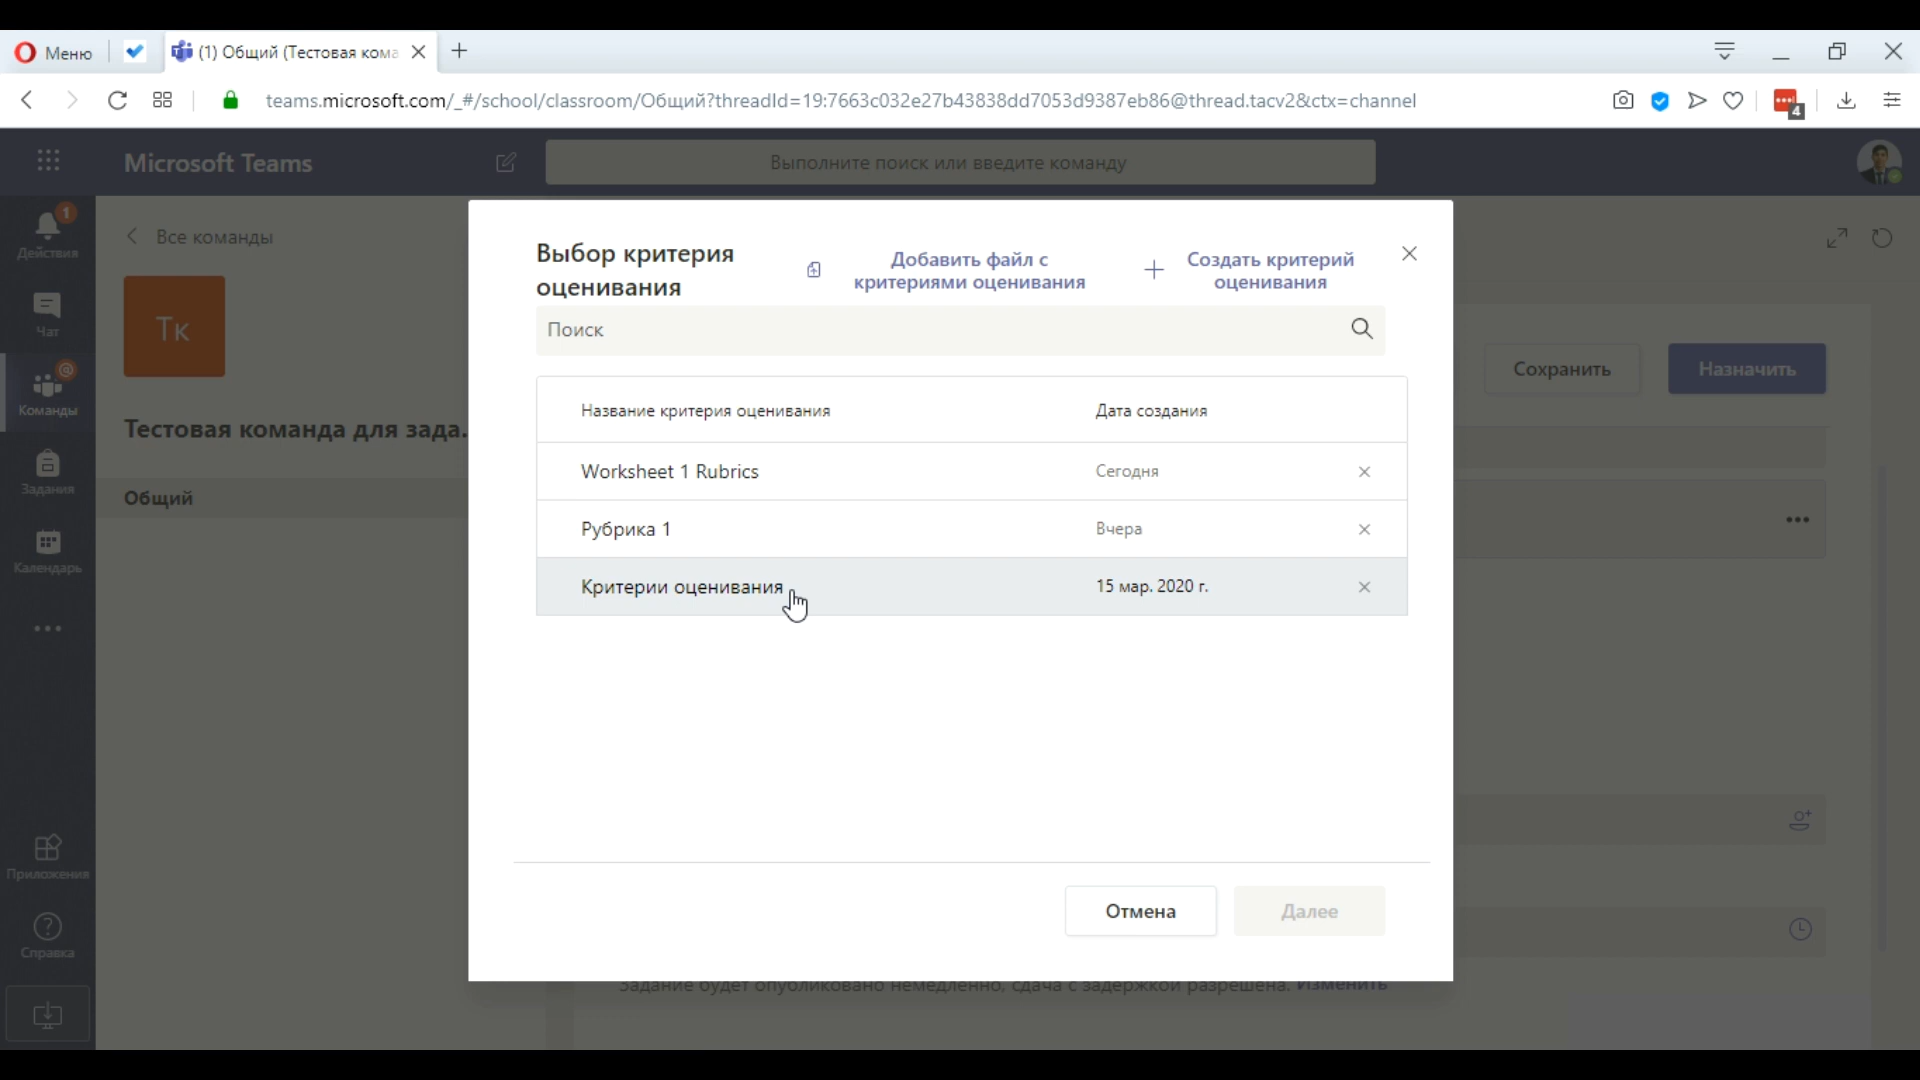 Меню
(1) Общий (Тестовая кома
teams.microsoft.com/_#/school/classroom/Общий?threadId=19:7663c032e27b43838dd7053d9387eb86@thread.tacv2&ctx=channel
4
Microsoft Teams
Выполните поиск или введите команду
1
Действия
Чат
Команды
Задания
Календарь
Приложения
Справка
Все команды
Тк
Тестовая команда для зада...
Общий
Выбор критерия
оценивания
Добавить файл с
критериями оценивания
Создать критерий
оценивания
Поиск
Название критерия оценивания Дата создания
Worksheet 1 Rubrics Сегодня
Рубрика 1 Вчера
Критерии оценивания 15 мар. 2020 г.
Отмена
Далее
Сохранить
Назначить
Задание будет опубликовано немедленно, сдача с задержкой разрешена. Изменить